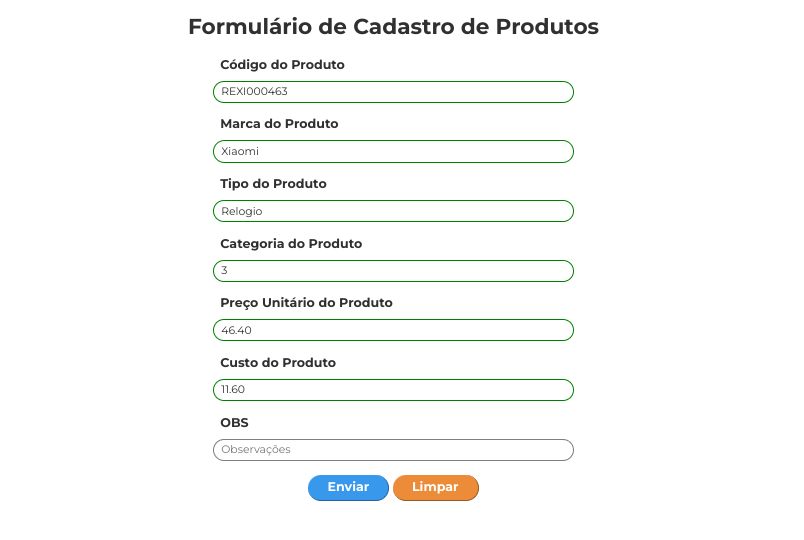 Formulário de Cadastro de Produtos
Código do Produto
REXI000463
Marca do Produto
Xiaomi
Tipo do Produto
Relogio
Categoria do Produto
3
Preço Unitário do Produto
46.40
Custo do Produto
11.60
OBS
Observações
Enviar Limpar